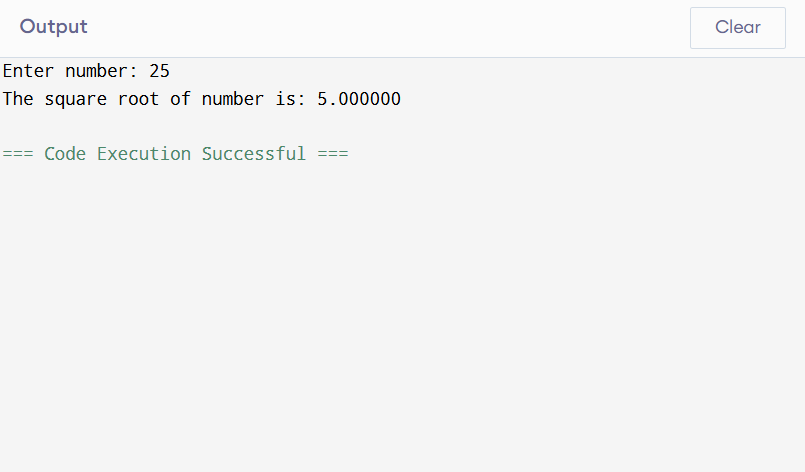 Output
Clear
Enter number: 25
The square root of number is: 5.000000
=== Code Execution Successful ===